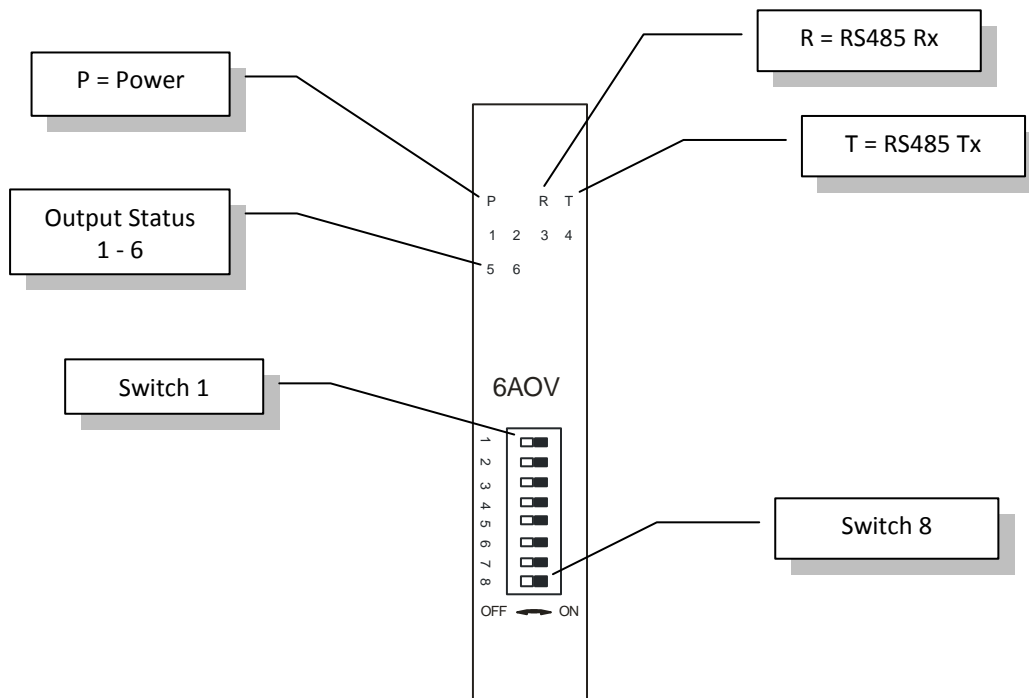 R = RS485 Rx
P = Power
T = RS485 Tx
P R T
Output Status
1 - 6
1 2 3 4
5 6
Switch 1
6AOV
1
2
3
4
5
6
7
8
Switch 8
OFF ON